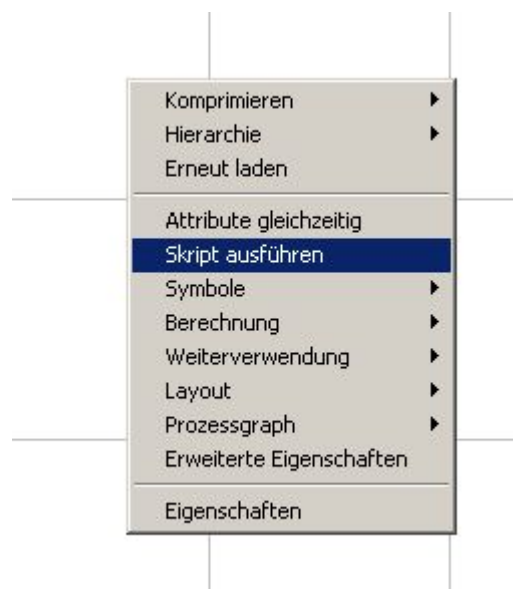 Komprimieren
Hierarchie
Erneut laden
Attribute gleichzeitig
Skript ausführen
Symbole
Berechnung
Weiterverwendung
Layout
Prozessgraph
Erweiterte Eigenschaften
Eigenschaften